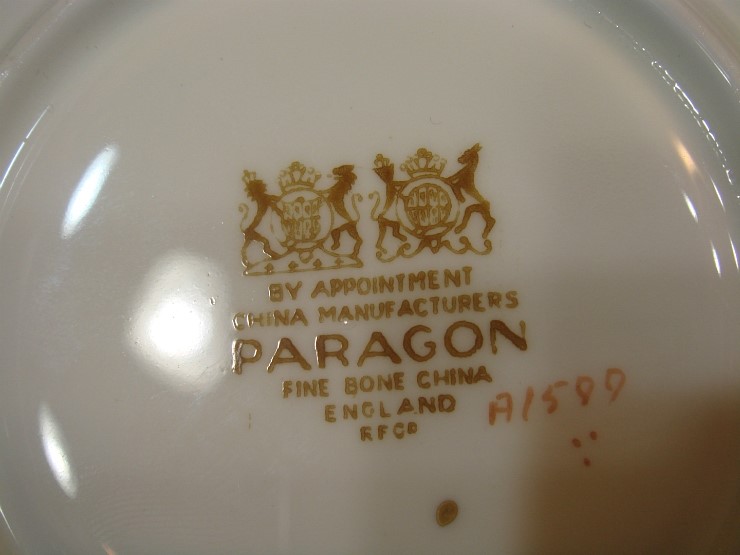 BY APPOINTMENT
CHINA MANUFACTURERS
PARAGON
FINE BONE CHINA
ENGLAND
RFCD
A1589